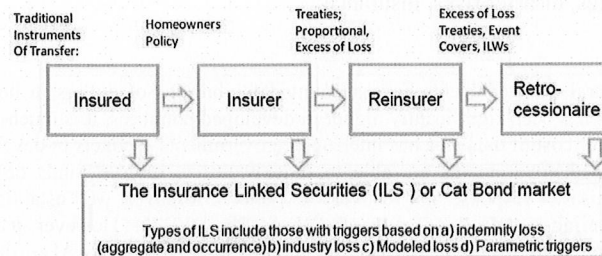 Traditional
Instruments
Of Transfer:
Homeowners
Policy
Treaties;
Proportional,
Excess of Loss
Excess of Loss
Treaties, Event
Covers, ILWs
Insured
Insurer
Reinsurer
Retro-
cessionaire
The Insurance Linked Securities (ILS ) or Cat Bond market
Types of ILS include those with triggers based on a) indemnity loss
(aggregate and occurrence) b) industry loss c) Modeled loss d) Parametric triggers